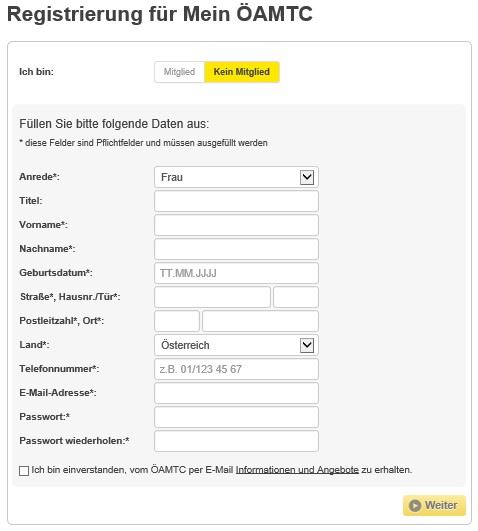 Registrierung für Mein ÖAMTC
Ich bin: Mitglied Kein Mitglied
Füllen Sie bitte folgende Daten aus:
* diese Felder sind Pflichtfelder und müssen ausgefüllt werden
Anrede*: Frau
Titel:
Vorname*:
Nachname*:
Geburtsdatum*: TT.MM.JJJJ
Straße*, Hausnr./Tür*:
Postleitzahl*, Ort*:
Land*: Österreich
Telefonnummer*: z.B. 01/123 45 67
E-Mail-Adresse*:
Passwort:*
Passwort wiederholen:*
Ich bin einverstanden, vom ÖAMTC per E-Mail Informationen und Angebote zu erhalten.
Weiter